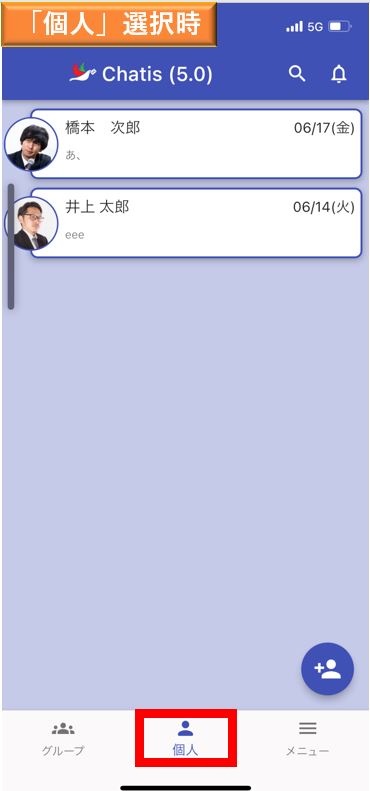 「個人」選択時
5G
Chatis (5.0)
橋本　次郎 06/17(金)
あ、
井上 太郎 06/14(火)
eee
グループ 個人 メニュー